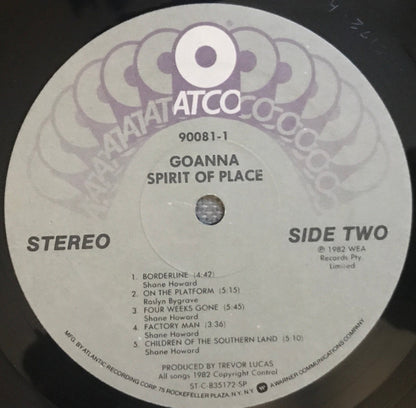 ATCO
90081-1
GOANNA
SPIRIT OF PLACE
STEREO
SIDE TWO
℗ 1982 WEA
Records Pty.
Limited
1. BORDERLINE (4:42)
Shane Howard
2. ON THE PLATFORM (5:15)
Roslyn Bygrave
3. FOUR WEEKS GONE (5:45)
Shane Howard
4. FACTORY MAN (3:36)
Shane Howard
5. CHILDREN OF THE SOUTHERN LAND (5:10)
Shane Howard
PRODUCED BY TREVOR LUCAS
All songs 1982 Copyright Control
ST-C-835172-SP
MFG. BY ATLANTIC RECORDING CORP. 75 ROCKEFELLER PLAZA. N.Y. N.Y. A WARNER COMMUNICATIONS COMPANY